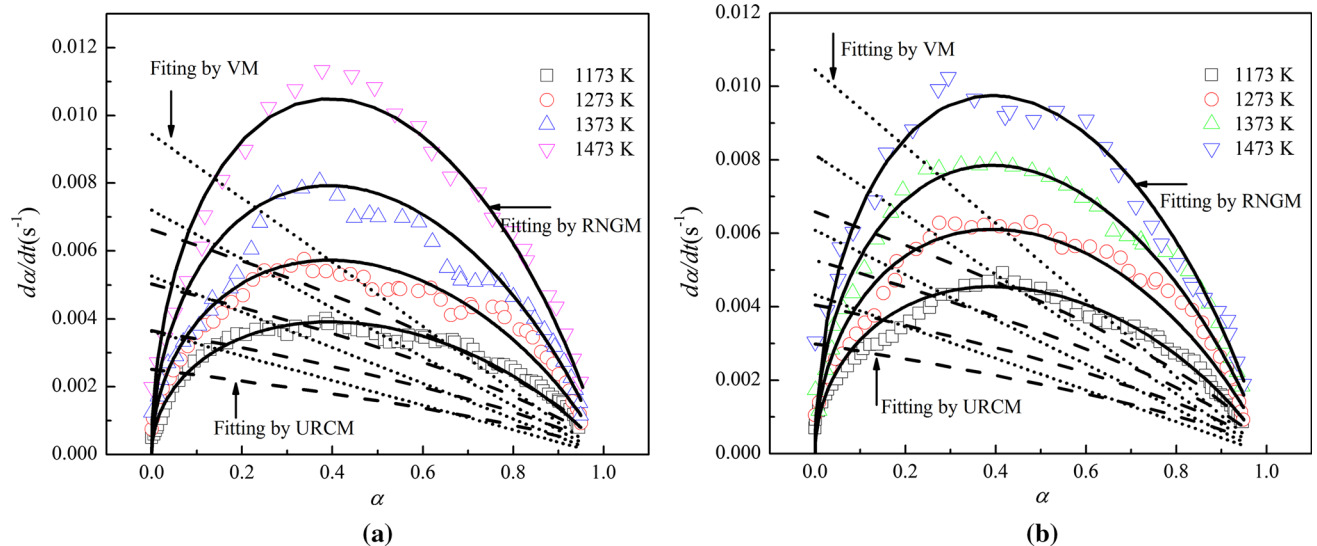 0.012
0.010
0.008
0.006
0.004
0.002
0.000
dα/dt(s⁻¹)
Fiting by VM
1173 K
1273 K
1373 K
1473 K
Fitting by RNGM
Fitting by URCM
0.0 0.2 0.4 0.6 0.8 1.0
α
(a)
0.012
0.010
0.008
0.006
0.004
0.002
0.000
dα/dt(s⁻¹)
Fitting by VM
1173 K
1273 K
1373 K
1473 K
Fitting by RNGM
Fitting by URCM
0.0 0.2 0.4 0.6 0.8 1.0
α
(b)